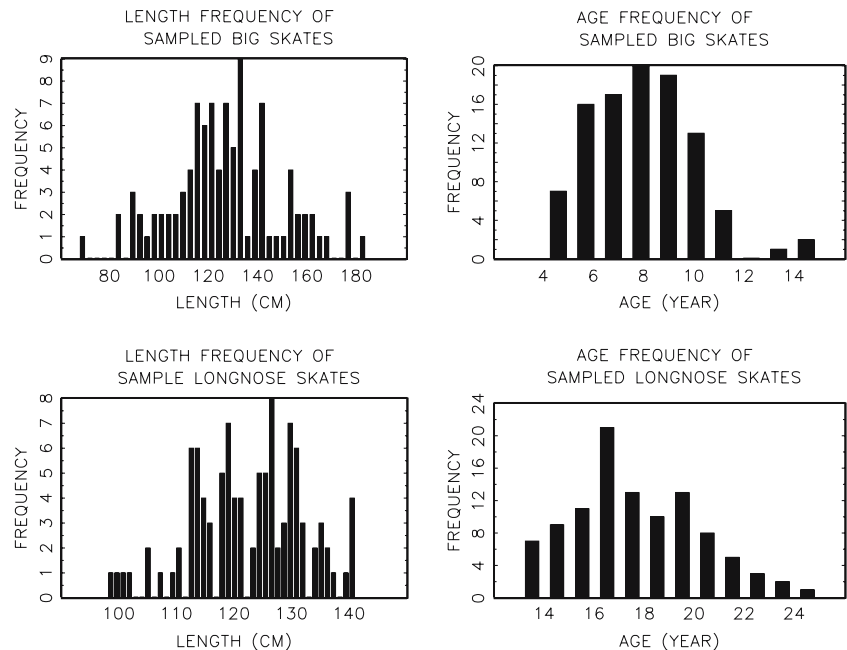 LENGTH FREQUENCY OF
SAMPLED BIG SKATES
FREQUENCY
0 1 2 3 4 5 6 7 8 9
80 100 120 140 160 180
LENGTH (CM)
AGE FREQUENCY OF
SAMPLED BIG SKATES
FREQUENCY
0 4 8 12 16 20
4 6 8 10 12 14
AGE (YEAR)
LENGTH FREQUENCY OF
SAMPLE LONGNOSE SKATES
FREQUENCY
0 1 2 3 4 5 6 7 8
100 110 120 130 140
LENGTH (CM)
AGE FREQUENCY OF
SAMPLED LONGNOSE SKATES
FREQUENCY
0 4 8 12 16 20 24
14 16 18 20 22 24
AGE (YEAR)